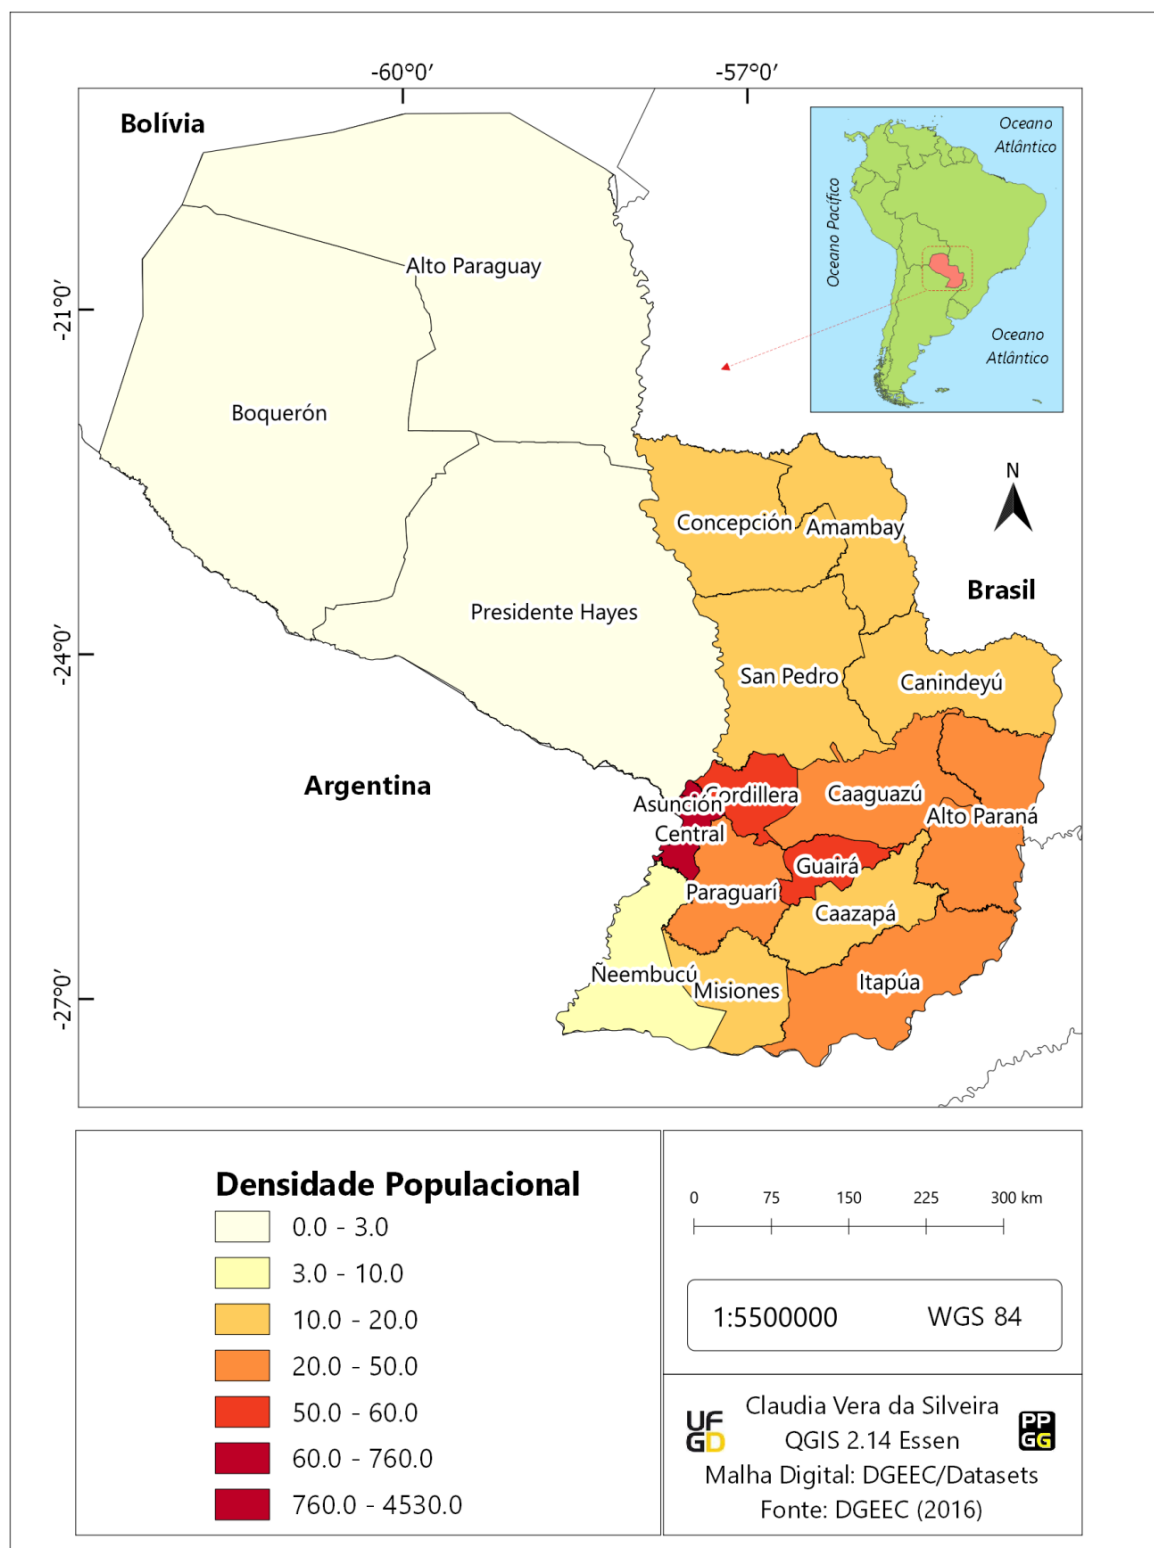 -60°0′
-57°0′
Bolívia
Oceano
Atlântico
Oceano Pacífico
Oceano
Atlântico
-21°0′
-24°0′
-27°0′
Alto Paraguay
Boquerón
N
Concepción
Amambay
Brasil
Presidente Hayes
San Pedro
Canindeyú
Argentina
Asunción
Cordillera
Caaguazú
Alto Paraná
Central
Guairá
Paraguarí
Caazapá
Ñeembucú
Misiones
Itapúa
Densidade Populacional
0.0 - 3.0
3.0 - 10.0
10.0 - 20.0
20.0 - 50.0
50.0 - 60.0
60.0 - 760.0
760.0 - 4530.0
0 75 150 225 300 km
1:5500000 WGS 84
UF
GD
Claudia Vera da Silveira
QGIS 2.14 Essen
Malha Digital: DGEEC/Datasets
Fonte: DGEEC (2016)
PP
GG